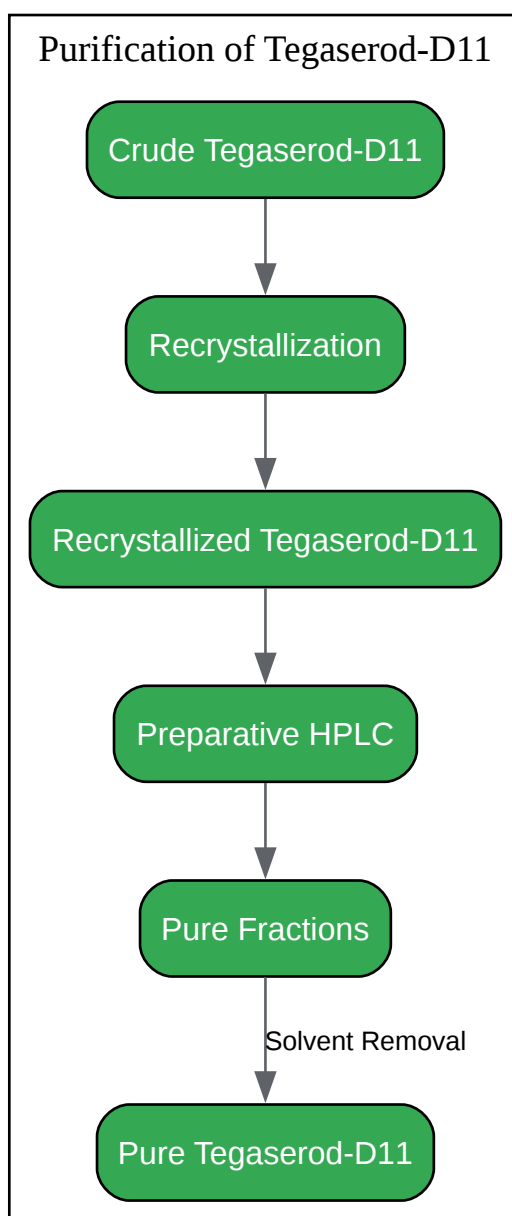 Purification of Tegaserod-D11
Crude Tegaserod-D11
Recrystallization
Recrystallized Tegaserod-D11
Preparative HPLC
Pure Fractions
Solvent Removal
Pure Tegaserod-D11